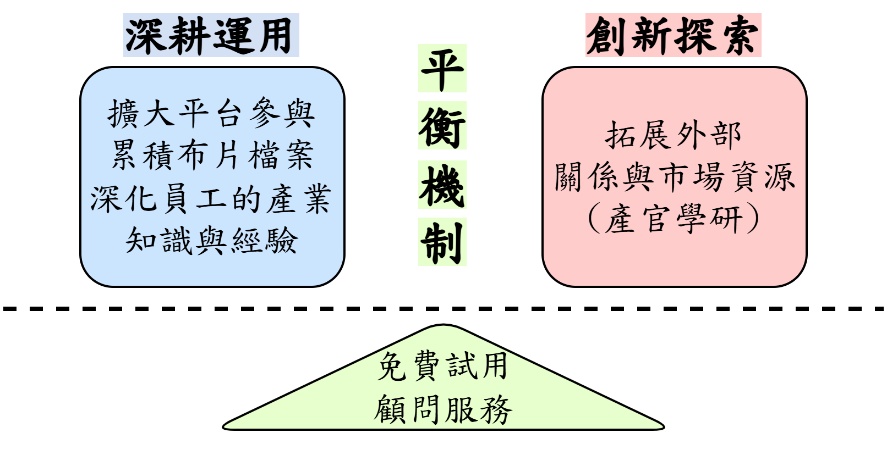 深耕運用
擴大平台參與
累積布片檔案
深化員工的產業
知識與經驗
平
衡
機
制
創新探索
拓展外部
關係與市場資源
（產官學研）
免費試用
顧問服務